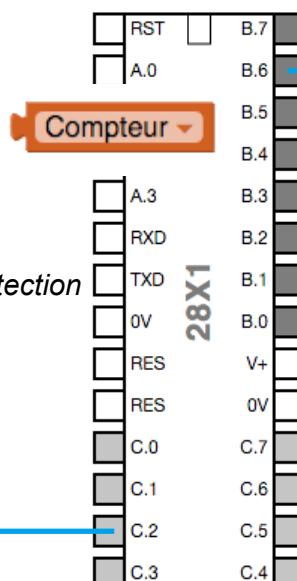 RST B.7
A.0 B.6
B.5
Compteur
B.4
A.3 B.3
RXD B.2
tection TXD B.1
0V B.0
28X1
RES V+
RES 0V
C.0 C.7
C.1 C.6
C.2 C.5
C.3 C.4